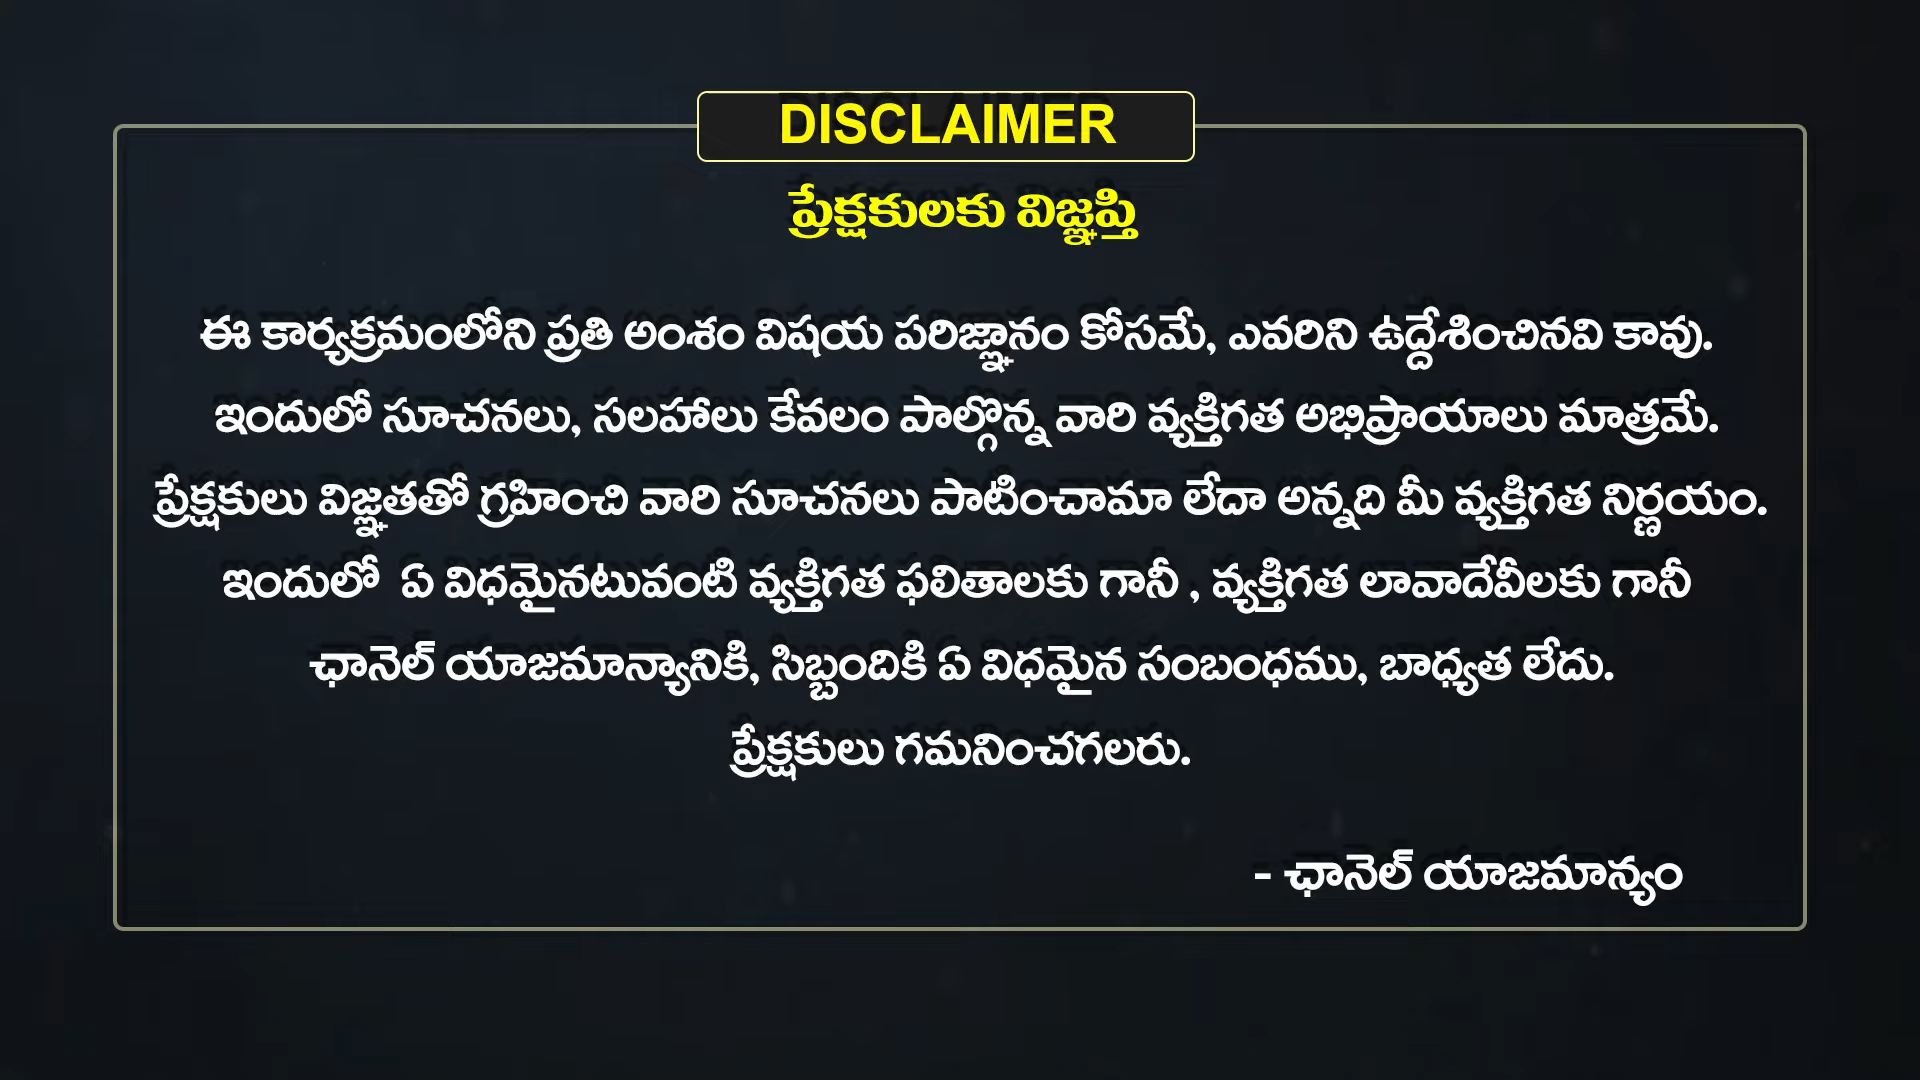 DISCLAIMER
ప్రేక్షకులకు విజ్ఞప్తి
ఈ కార్యక్రమంలోని ప్రతి అంశం విషయ పరిజ్ఞానం కోసమే, ఎవరిని ఉద్దేశించినవి కావు.
ఇందులో సూచనలు, సలహాలు కేవలం పాల్గొన్న వారి వ్యక్తిగత అభిప్రాయాలు మాత్రమే.
ప్రేక్షకులు విజ్ఞతతో గ్రహించి వారి సూచనలు పాటించామా లేదా అన్నది మీ వ్యక్తిగత నిర్ణయం.
ఇందులో  ఏ విధమైనటువంటి వ్యక్తిగత ఫలితాలకు గానీ , వ్యక్తిగత లావాదేవీలకు గానీ
ఛానెల్ యాజమాన్యానికి, సిబ్బందికి ఏ విధమైన సంబంధము, బాధ్యత లేదు.
ప్రేక్షకులు గమనించగలరు.
- ఛానెల్ యాజమాన్యం